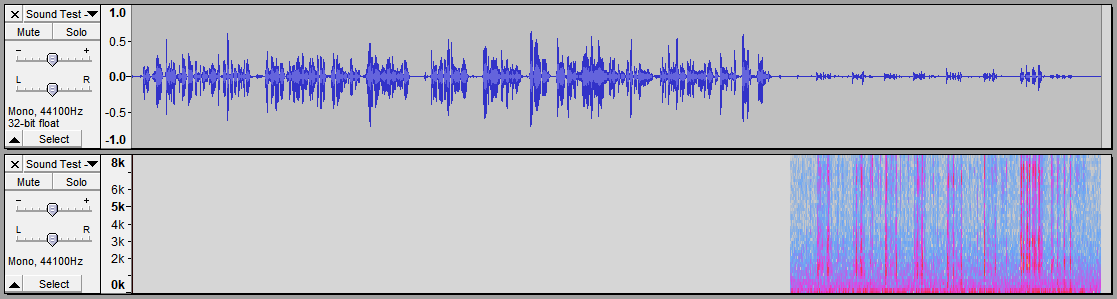 Sound Test -
Mute Solo
- +
L R
Mono, 44100Hz
32-bit float
Select
1.0
0.5
0.0
-0.5
-1.0
Sound Test -
Mute Solo
- +
L R
Mono, 44100Hz
Select
8k
6k
5k
4k
3k
2k
0k